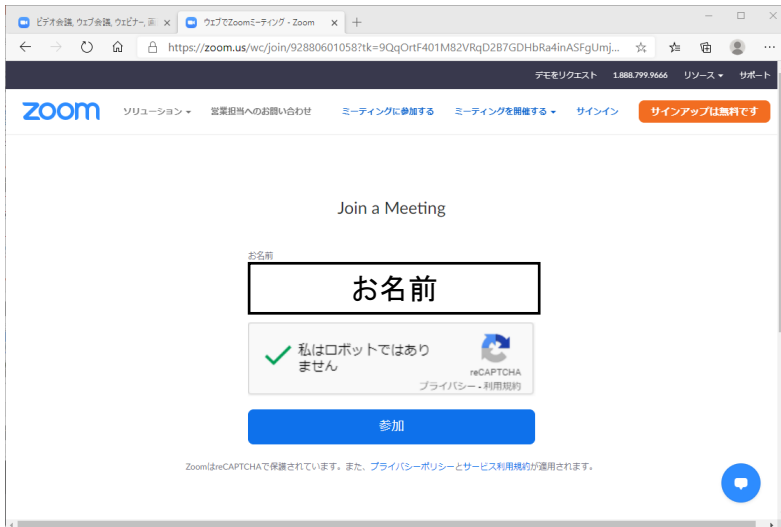 ビデオ会議, ウェブ会議, ウェビナー, 画
ウェブでZoomミーティング - Zoom
https://zoom.us/wc/join/92880601058?tk=9QqOrtF401M82VRqD2B7GDHbRa4inASFgUmj...
デモをリクエスト 1.888.799.9666 リソース サポート
zoom ソリューション 営業担当へのお問い合わせ ミーティングに参加する ミーティングを開催する サインイン サインアップは無料です
Join a Meeting
お名前
お名前
私はロボットではあり
ません
reCAPTCHA
プライバシー - 利用規約
参加
ZoomはreCAPTCHAで保護されています。また、プライバシーポリシーとサービス利用規約が適用されます。